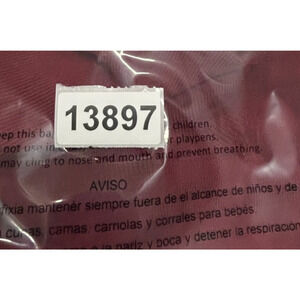 13897
eep this ba children.
not use in playpens.
may cling to nose and mouth and prevent breathing.
AVISO
fixia mantener siempre fuera de el alcance de niños y de
cunas, camas, carriolas y corrales para bebés.
a la nariz y boca y detener la respiracion